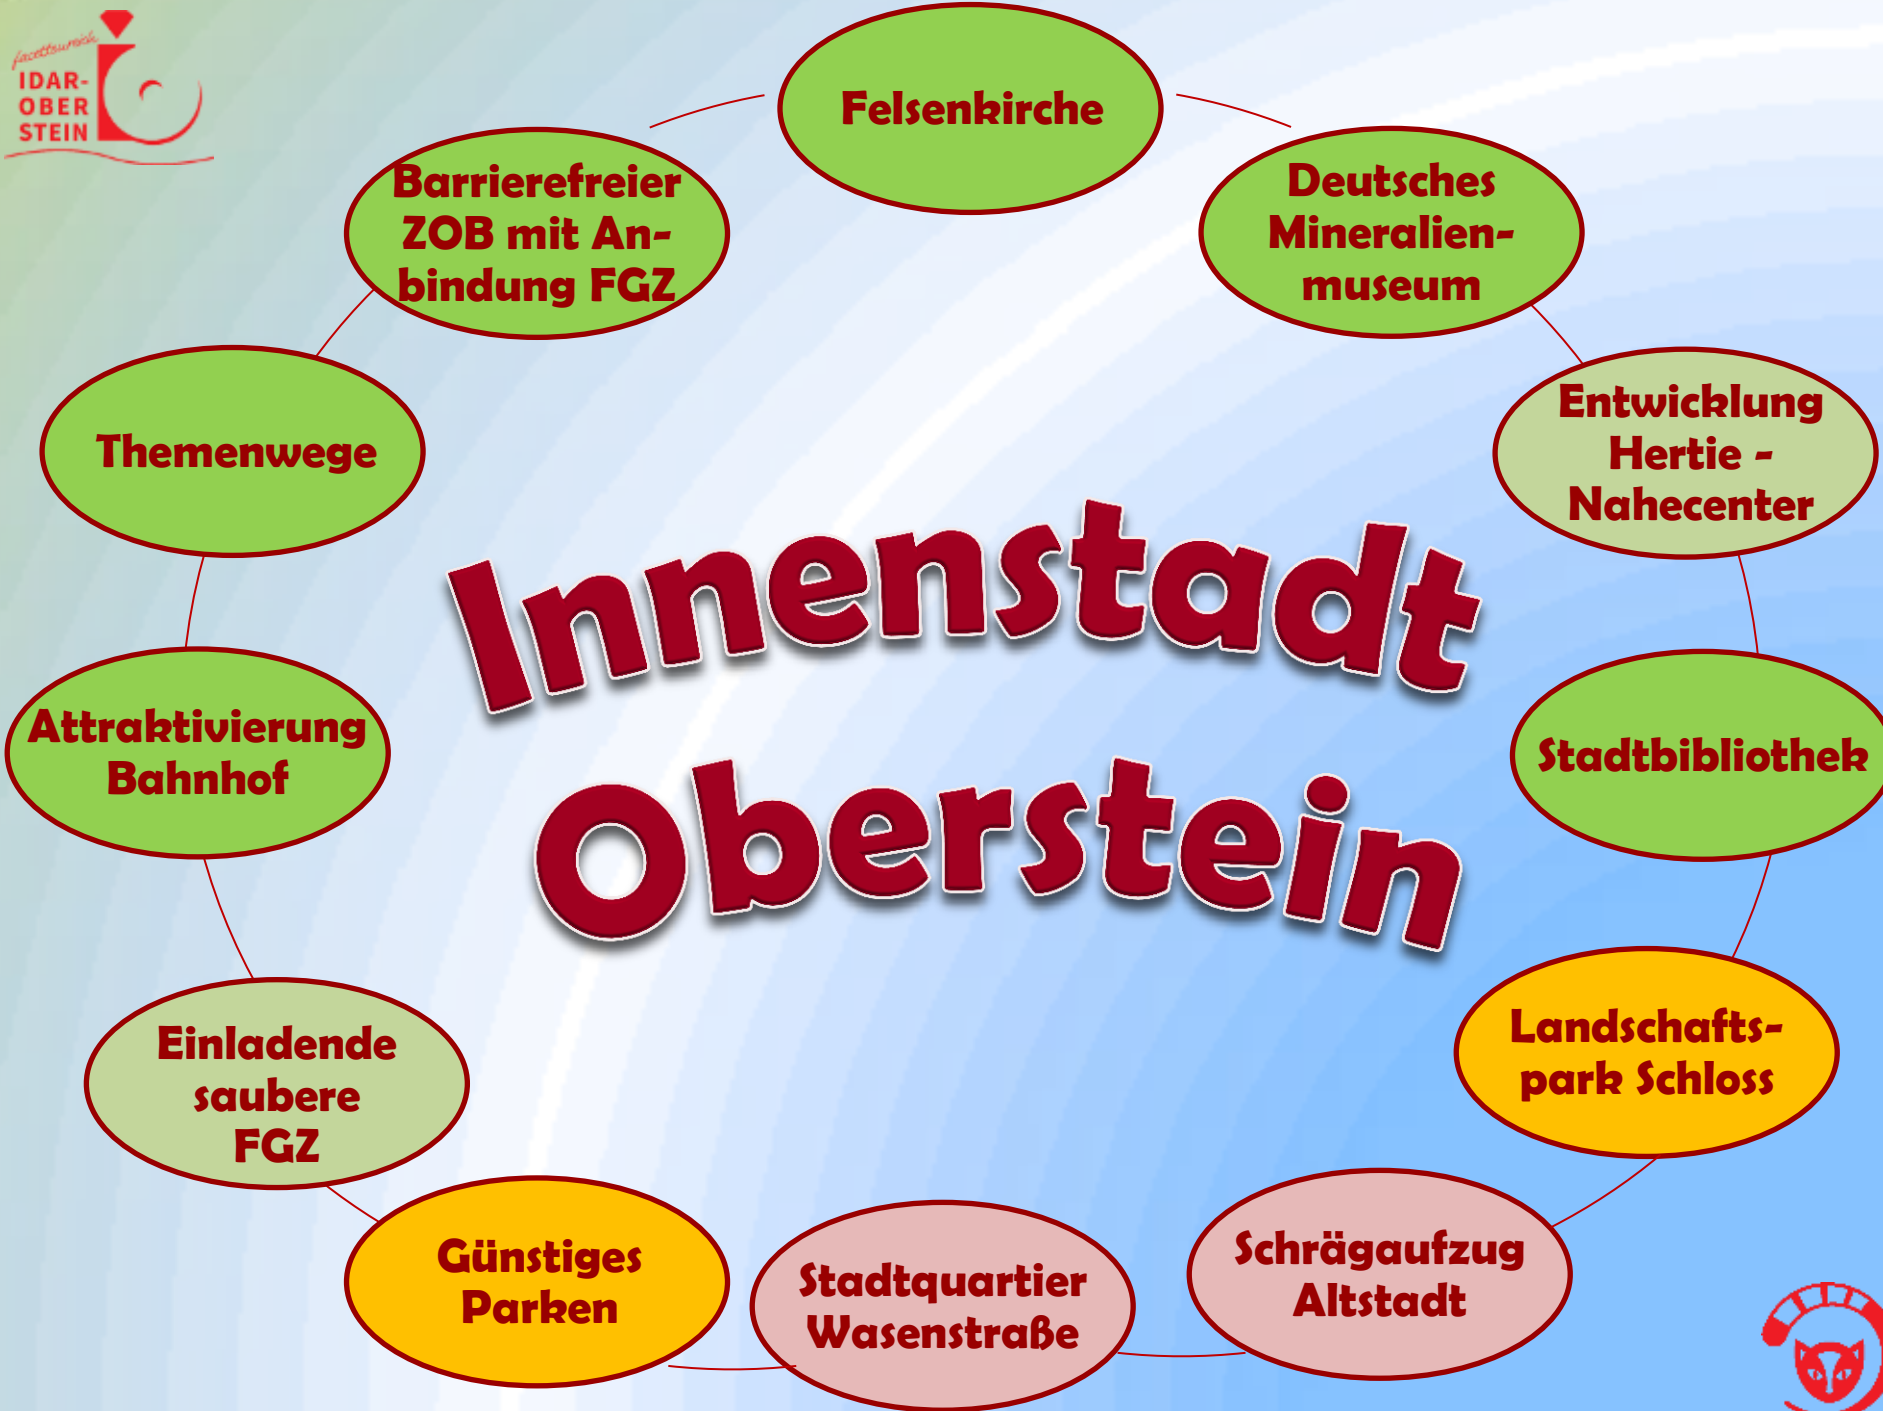 facettenreich
IDAR-
OBER
STEIN
Felsenkirche
Deutsches
Mineralien-
museum
Entwicklung
Hertie -
Nahecenter
Stadtbibliothek
Landschafts-
park Schloss
Schrägaufzug
Altstadt
Stadtquartier
Wasenstraße
Günstiges
Parken
Einladende
saubere
FGZ
Attraktivierung
Bahnhof
Themenwege
Barrierefreier
ZOB mit An-
bindung FGZ
Innenstadt
Oberstein